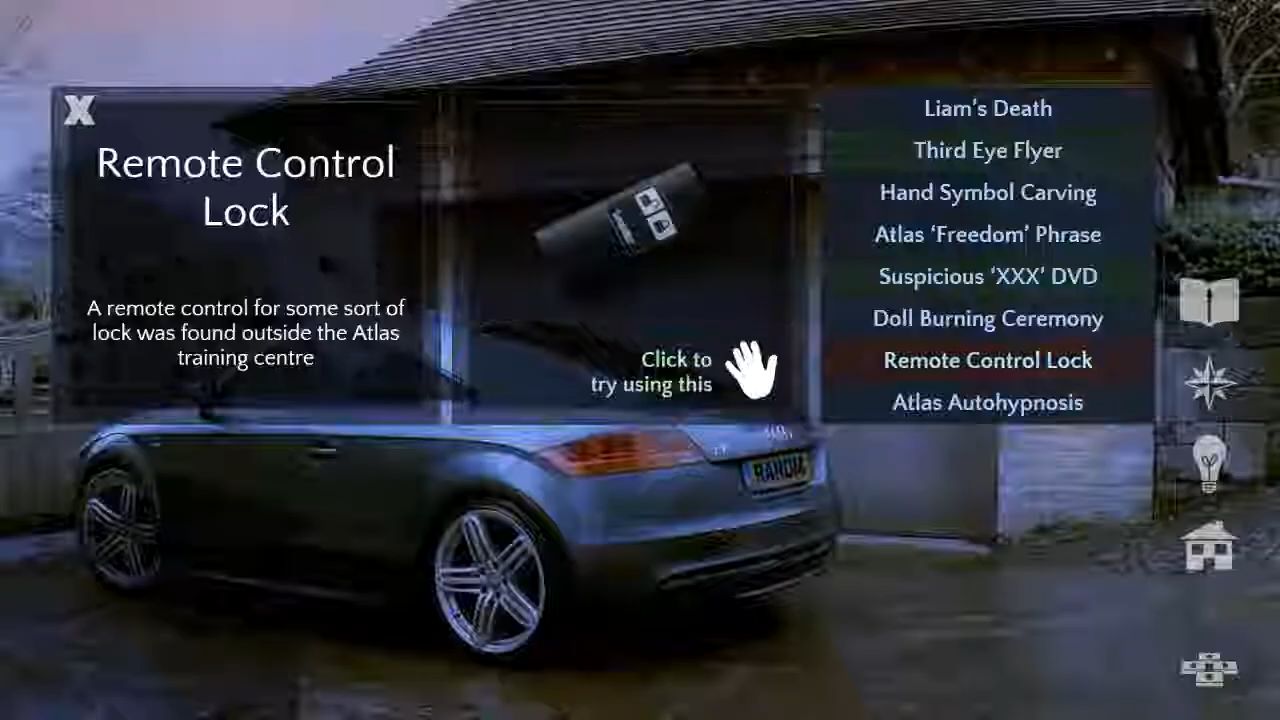 X
Remote Control
Lock
A remote control for some sort of
lock was found outside the Atlas
training centre
Click to
try using this
Liam's Death
Third Eye Flyer
Hand Symbol Carving
Atlas ‘Freedom’ Phrase
Suspicious ‘XXX’ DVD
Doll Burning Ceremony
Remote Control Lock
Atlas Autohypnosis